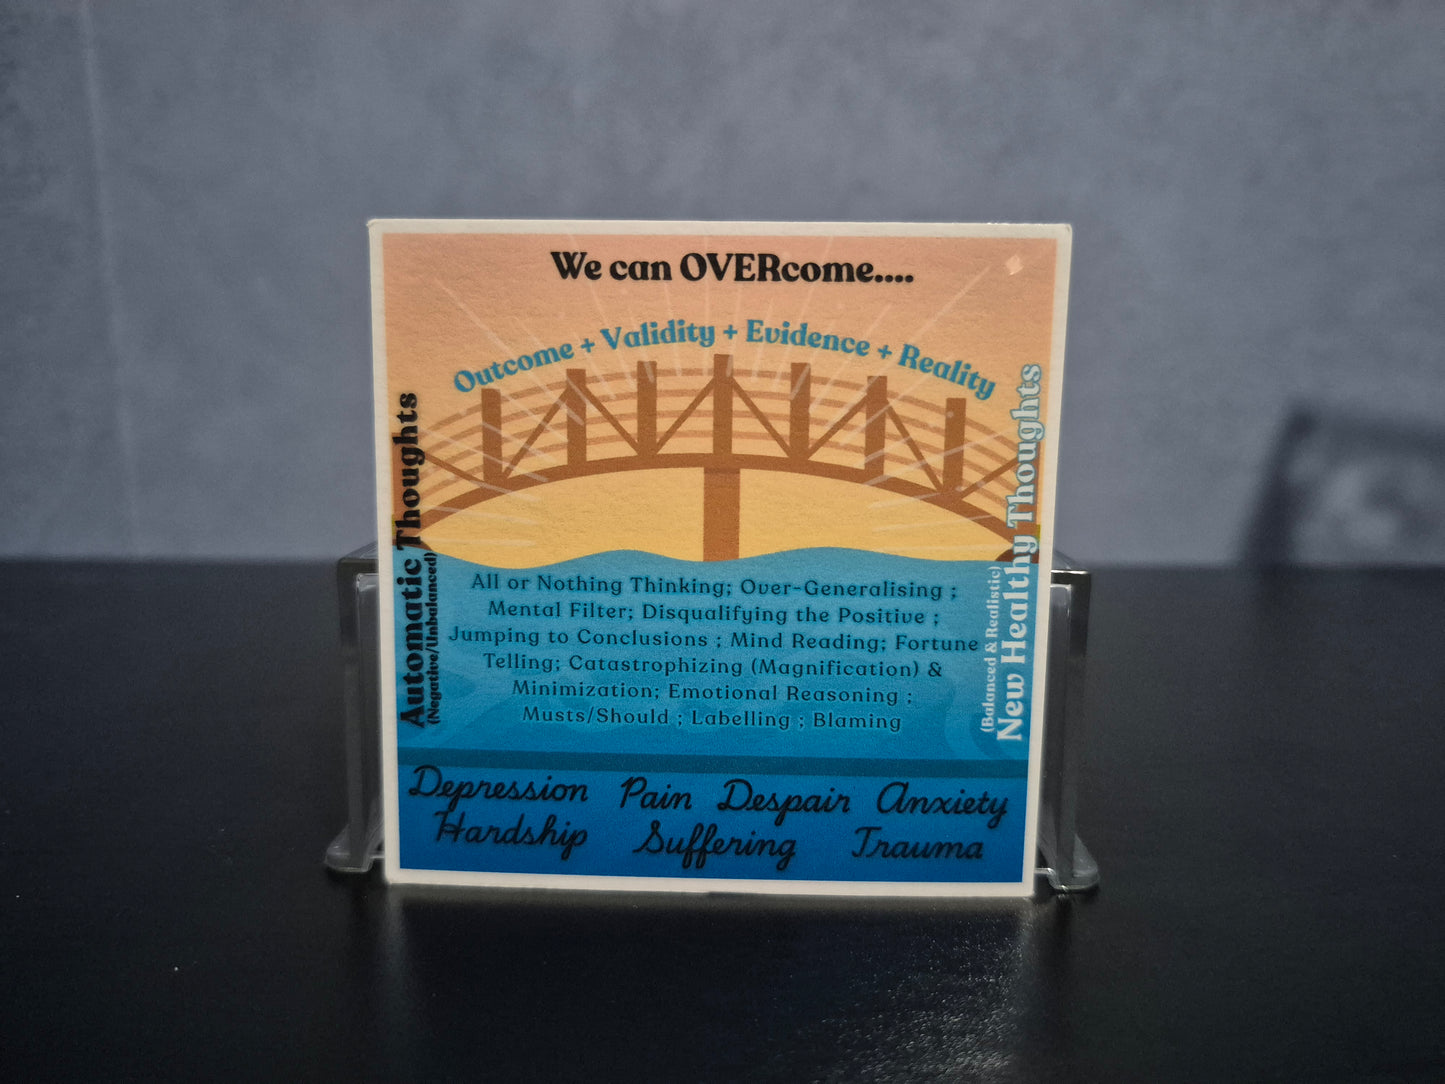 We can OVERcome....
Outcome + Validity + Evidence + Reality
Automatic Thoughts
(Negative/Unbalanced)
All or Nothing Thinking; Over-Generalising ;
Mental Filter; Disqualifying the Positive ;
Jumping to Conclusions ; Mind Reading; Fortune
Telling; Catastrophizing (Magnification) &
Minimization; Emotional Reasoning ;
Musts/Should ; Labelling ; Blaming
(Balanced & Realistic)
New Healthy Thoughts
Depression Pain Despair Anxiety
Hardship Suffering Trauma